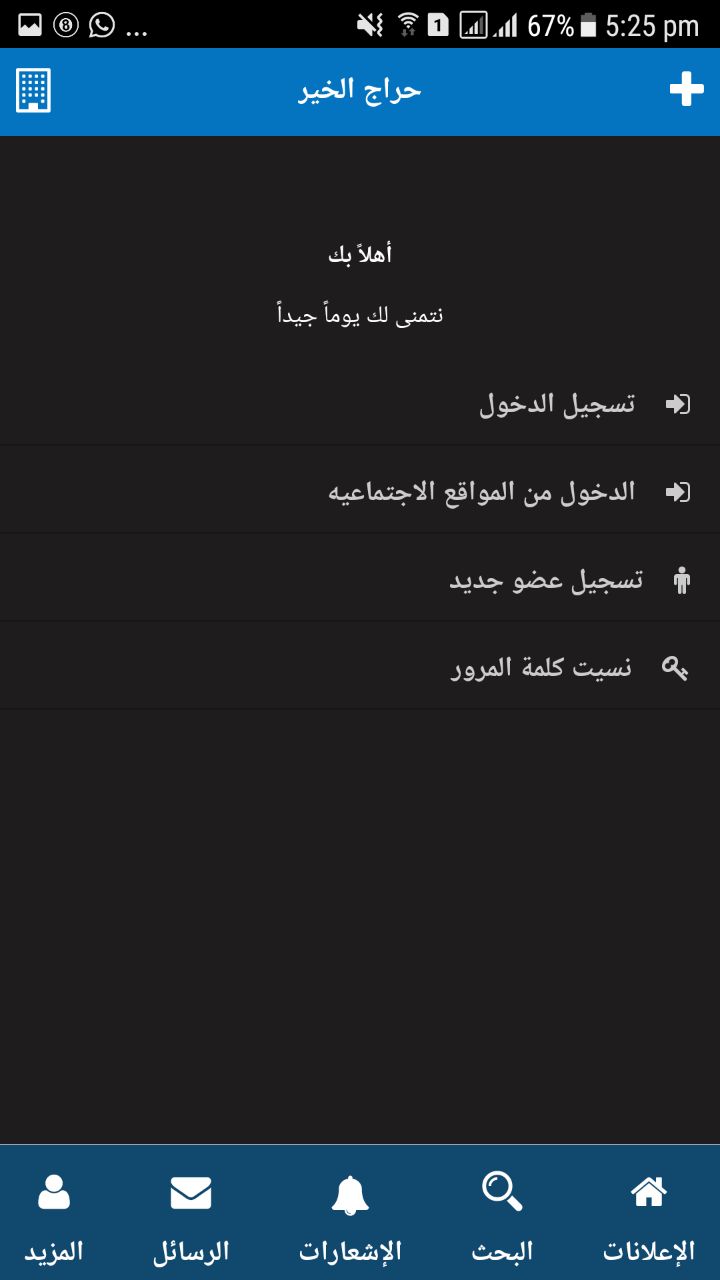 ... 1 67% 5:25 pm
حراج الخير
أهلاً بك
نتمنى لك يوماً جيداً
تسجيل الدخول
الدخول من المواقع الاجتماعيه
تسجيل عضو جديد
نسيت كلمة المرور
الإعلانات البحث الإشعارات الرسائل المزيد